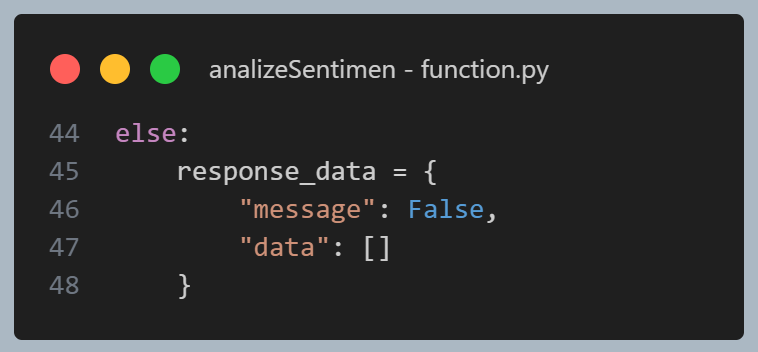 analizeSentimen - function.py
44 else:
45     response_data = {
46         "message": False,
47         "data": []
48     }